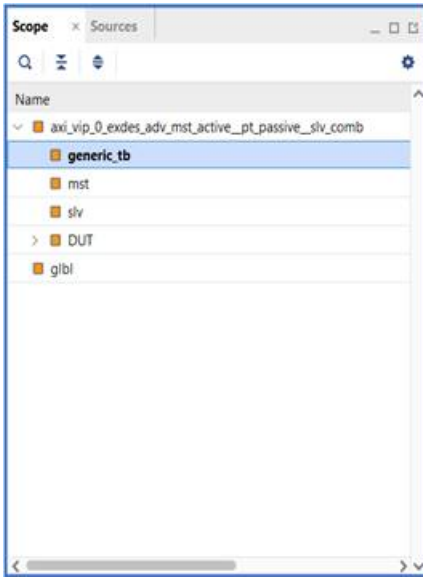 Scope × Sources
Name
axi_vip_0_exdes_adv_mst_active__pt_passive__slv_comb
generic_tb
mst
slv
DUT
glbl